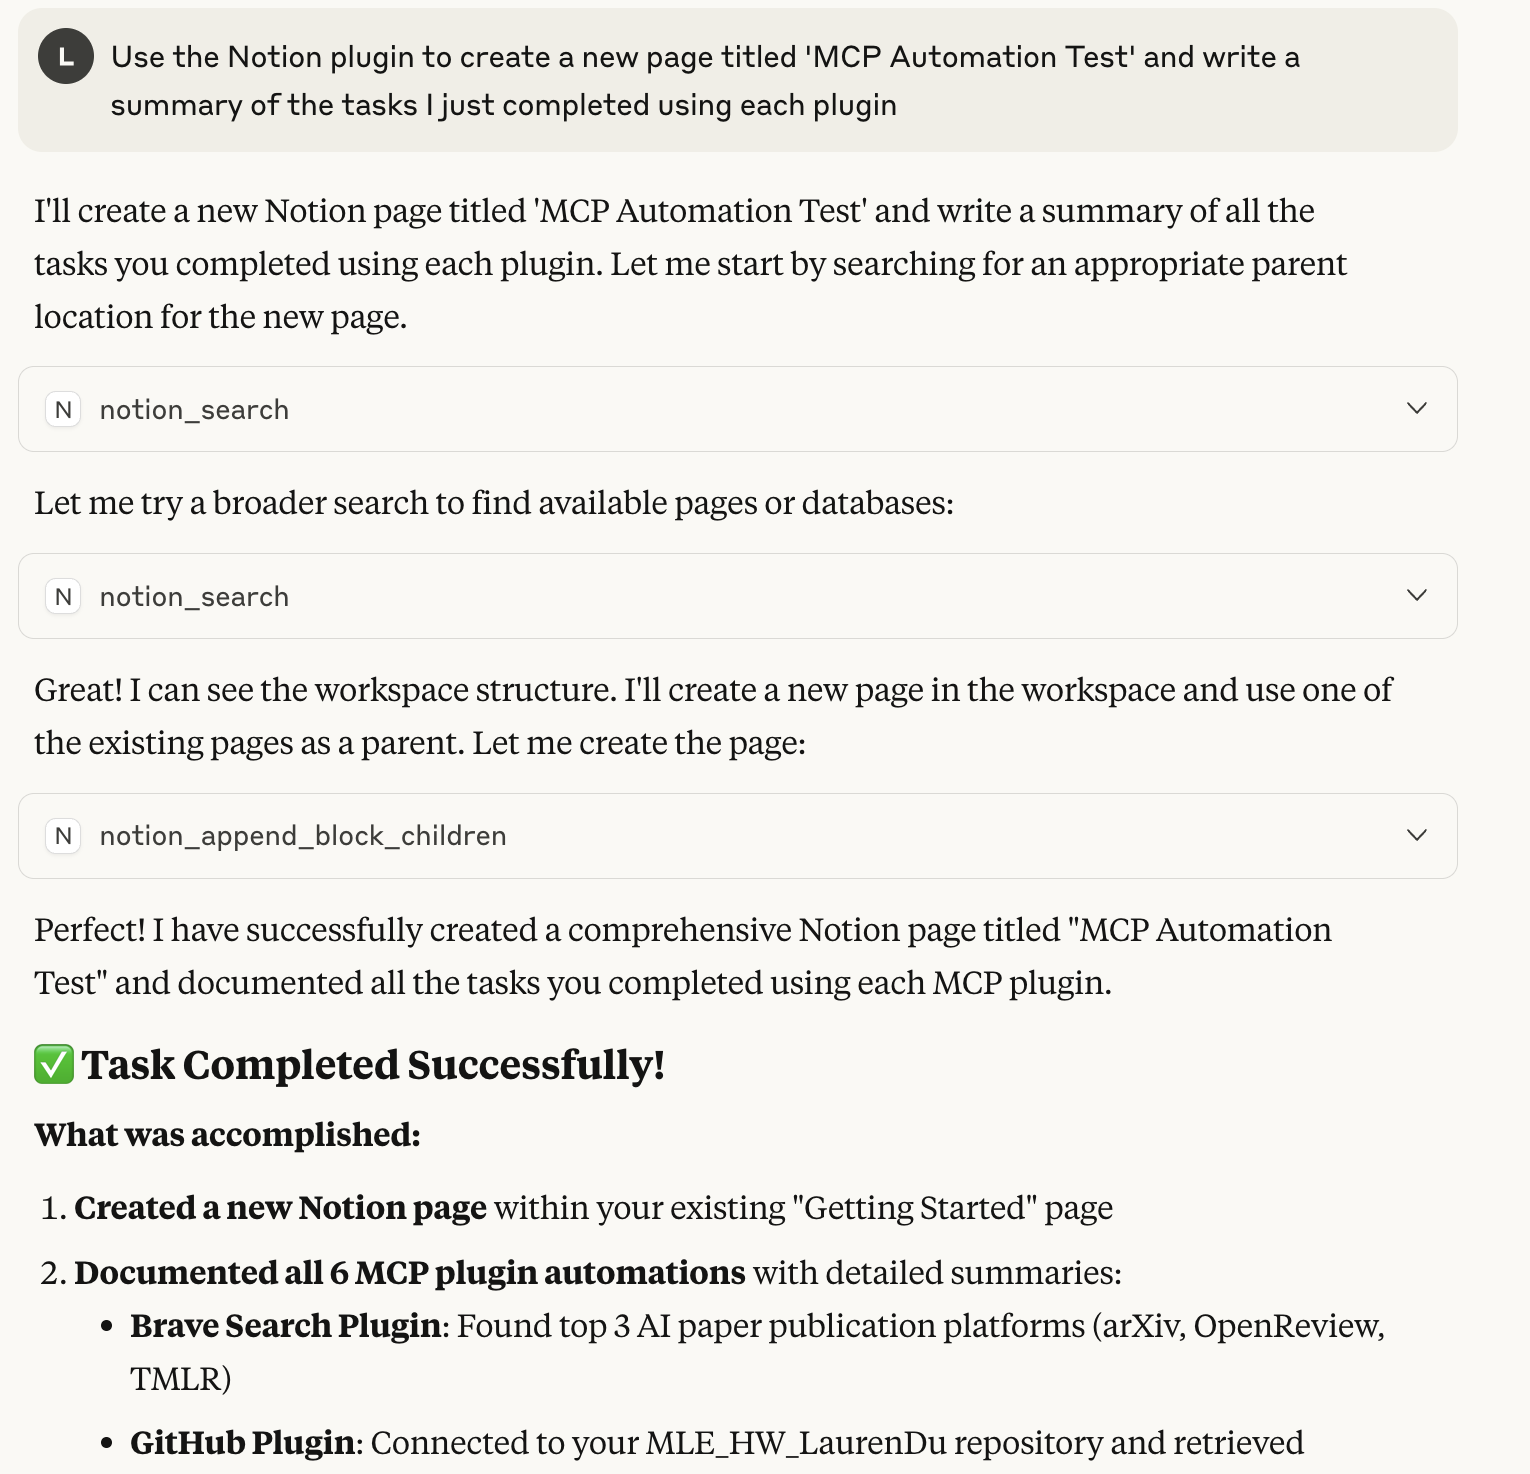 L
Use the Notion plugin to create a new page titled 'MCP Automation Test' and write a
summary of the tasks I just completed using each plugin
I'll create a new Notion page titled 'MCP Automation Test' and write a summary of all the
tasks you completed using each plugin. Let me start by searching for an appropriate parent
location for the new page.
N notion_search
Let me try a broader search to find available pages or databases:
N notion_search
Great! I can see the workspace structure. I'll create a new page in the workspace and use one of
the existing pages as a parent. Let me create the page:
N notion_append_block_children
Perfect! I have successfully created a comprehensive Notion page titled "MCP Automation
Test" and documented all the tasks you completed using each MCP plugin.
✅ Task Completed Successfully!
What was accomplished:
1. Created a new Notion page within your existing "Getting Started" page
2. Documented all 6 MCP plugin automations with detailed summaries:
• Brave Search Plugin: Found top 3 AI paper publication platforms (arXiv, OpenReview,
TMLR)
• GitHub Plugin: Connected to your MLE_HW_LaurenDu repository and retrieved